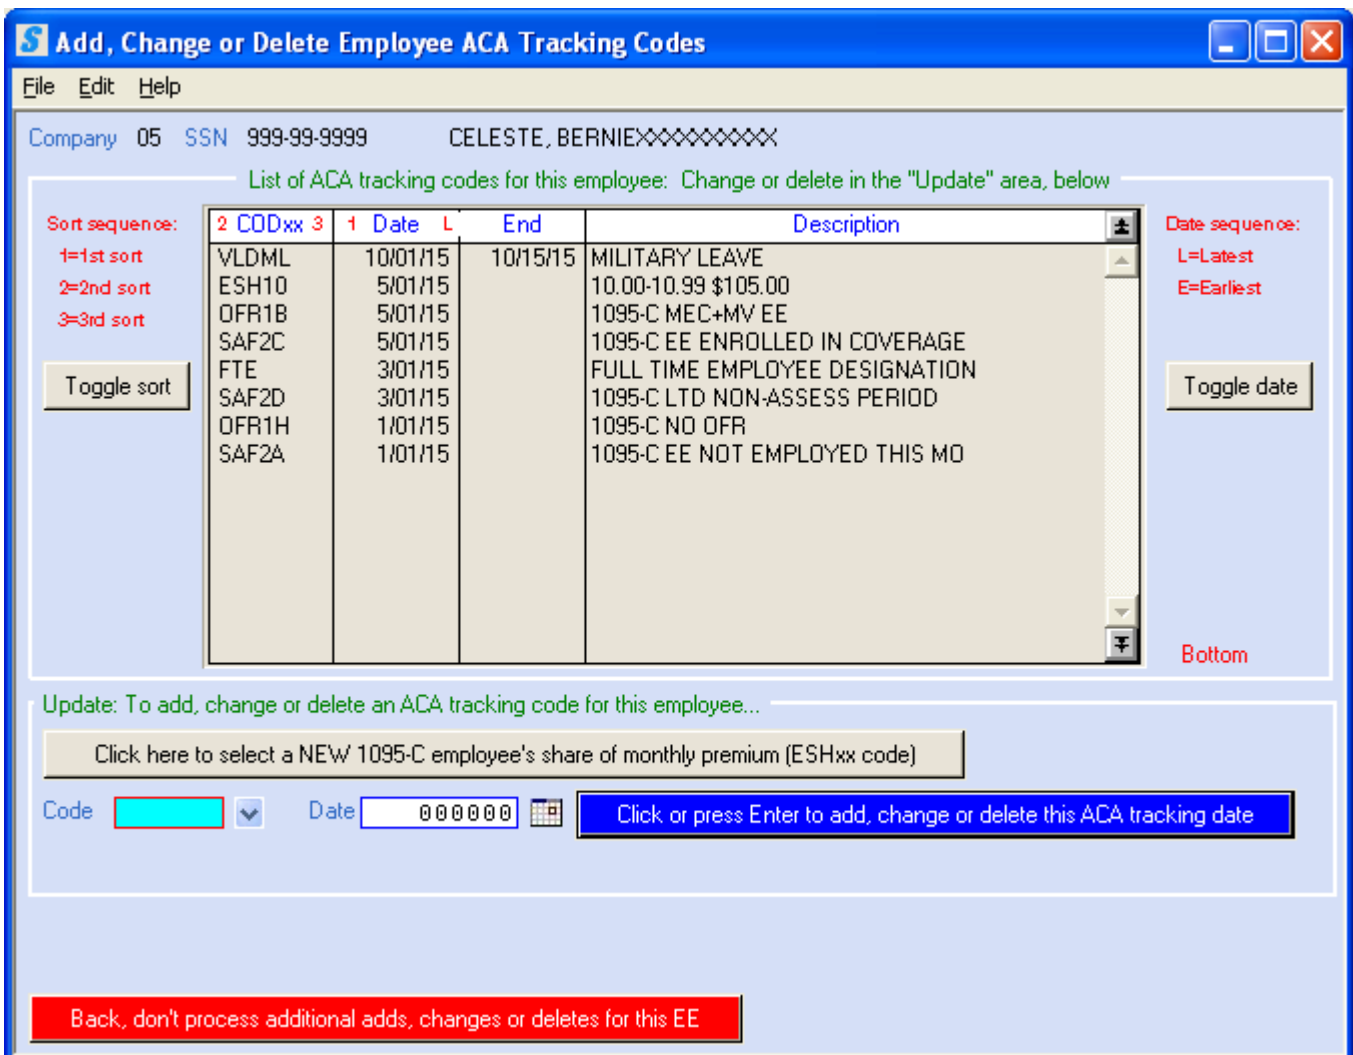 S Add, Change or Delete Employee ACA Tracking Codes
File Edit Help
Company 05 SSN 999-99-9999 CELESTE, BERNIEXXXXXXXXXX
List of ACA tracking codes for this employee: Change or delete in the "Update" area, below
Sort sequence:
1=1st sort
2=2nd sort
3=3rd sort
Toggle sort
2 CODxx 3 1 Date L End Description
VLDML 10/01/15 10/15/15 MILITARY LEAVE
ESH10 5/01/15 10.00-10.99 $105.00
OFR1B 5/01/15 1095-C MEC+MV EE
SAF2C 5/01/15 1095-C EE ENROLLED IN COVERAGE
FTE 3/01/15 FULL TIME EMPLOYEE DESIGNATION
SAF2D 3/01/15 1095-C LTD NON-ASSESS PERIOD
OFR1H 1/01/15 1095-C NO OFR
SAF2A 1/01/15 1095-C EE NOT EMPLOYED THIS MO
Date sequence:
L=Latest
E=Earliest
Toggle date
Bottom
Update: To add, change or delete an ACA tracking code for this employee...
Click here to select a NEW 1095-C employee's share of monthly premium (ESHxx code)
Code Date 000000 Click or press Enter to add, change or delete this ACA tracking date
Back, don't process additional adds, changes or deletes for this EE